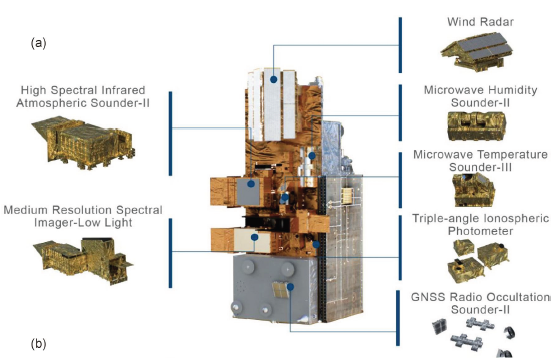 (a)
Wind Radar
High Spectral Infrared
Atmospheric Sounder-II
Microwave Humidity
Sounder-II
Microwave Temperature
Sounder-III
Medium Resolution Spectral
Imager-Low Light
Triple-angle Ionospheric
Photometer
GNSS Radio Occultation
Sounder-II
(b)